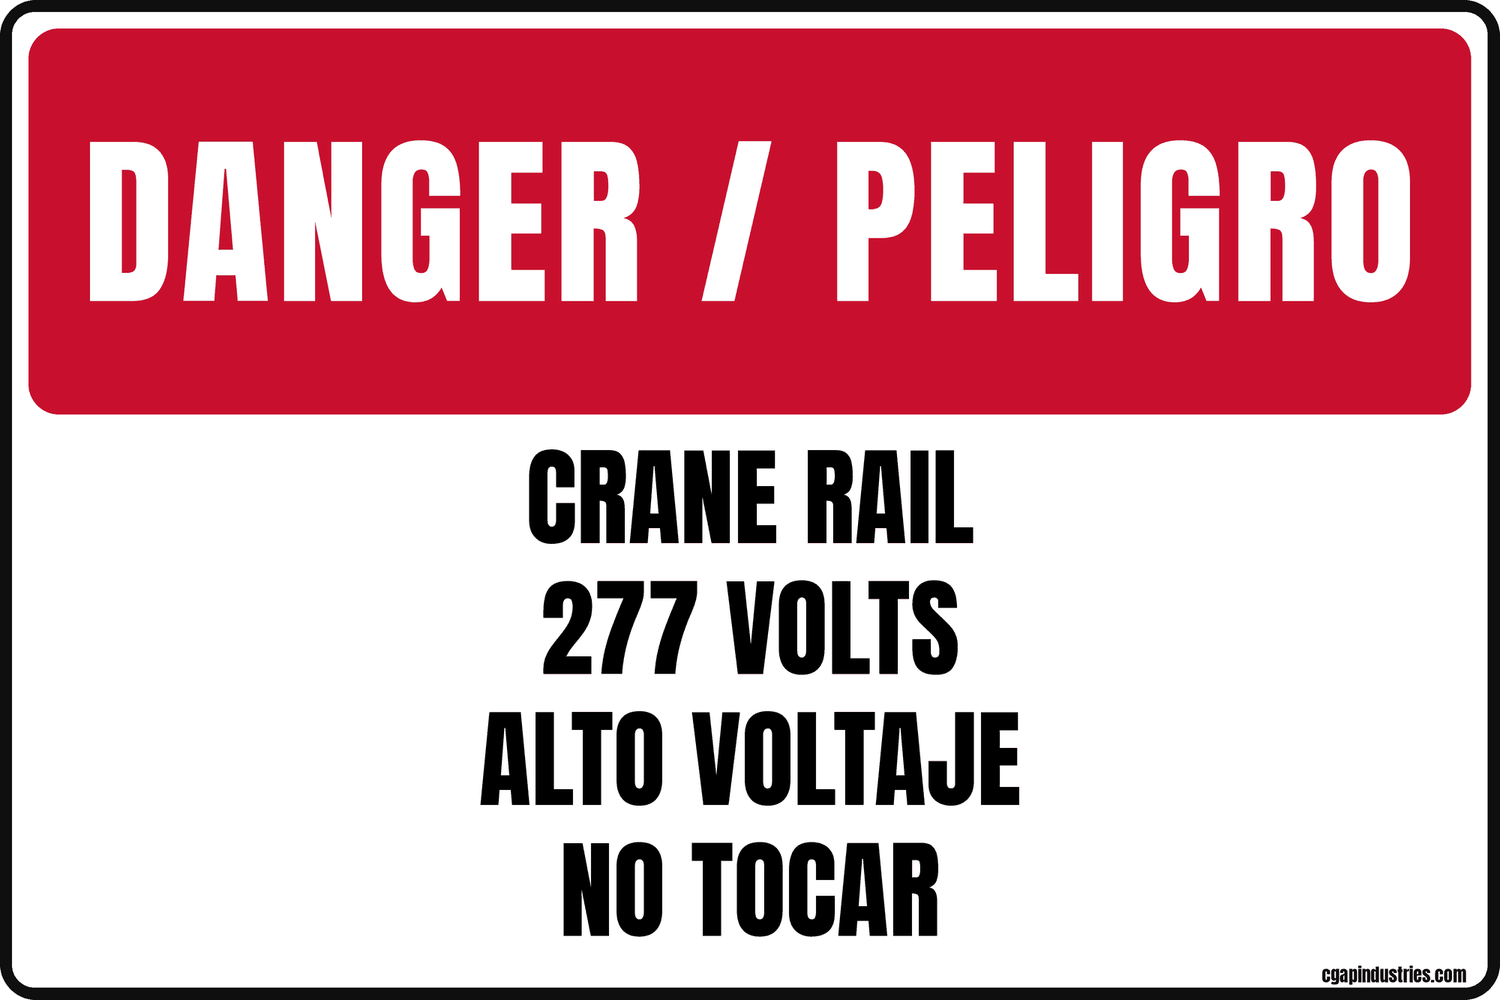 DANGER / PELIGRO
CRANE RAIL
277 VOLTS
ALTO VOLTAJE
NO TOCAR
cgapindustries.com